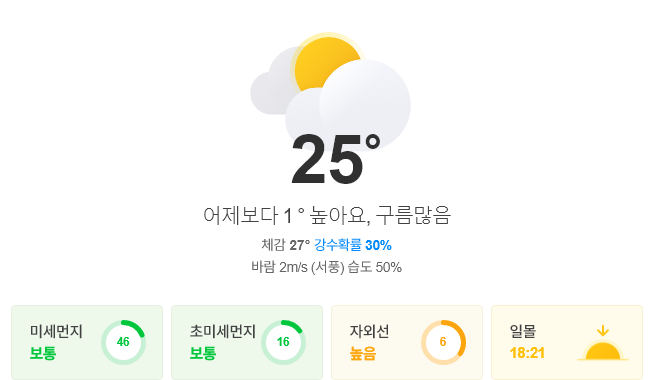 25°
어제보다 1 ° 높아요, 구름많음
체감 27° 강수확률 30%
바람 2m/s (서풍) 습도 50%
미세먼지
보통
46
초미세먼지
보통
16
자외선
높음
6
일몰
18:21